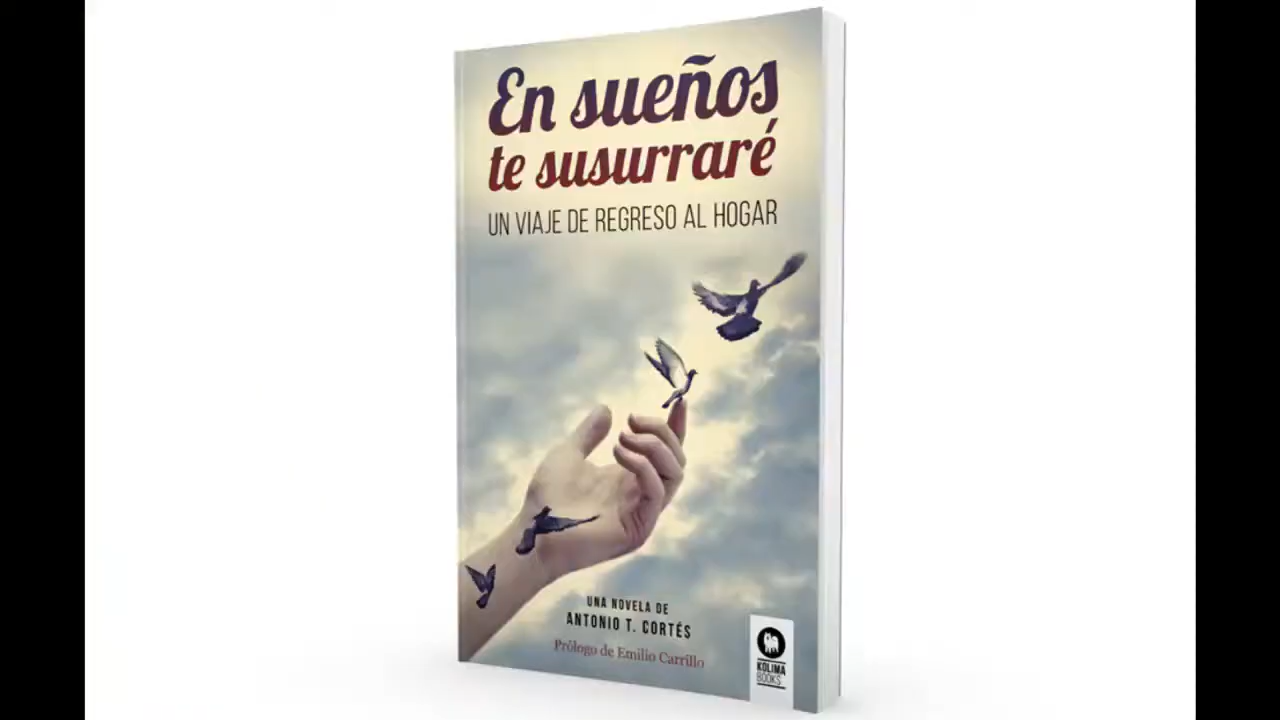 En sueños
te susurraré
UN VIAJE DE REGRESO AL HOGAR
UNA NOVELA DE
ANTONIO T. CORTÉS
Prólogo de Emilio Carrillo
KOLIMA
BOOKS